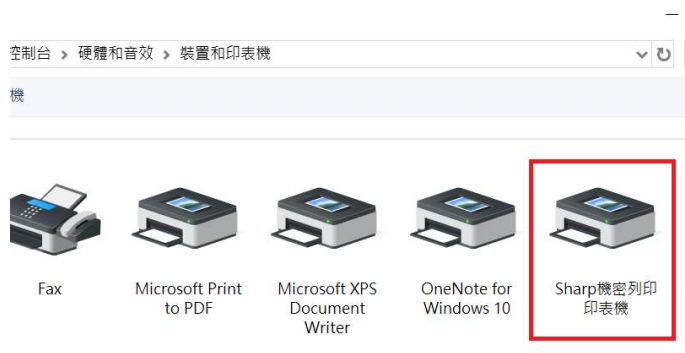 控制台 › 硬體和音效 › 裝置和印表機
機
Fax
Microsoft Print
to PDF
Microsoft XPS
Document
Writer
OneNote for
Windows 10
Sharp機密列印
印表機